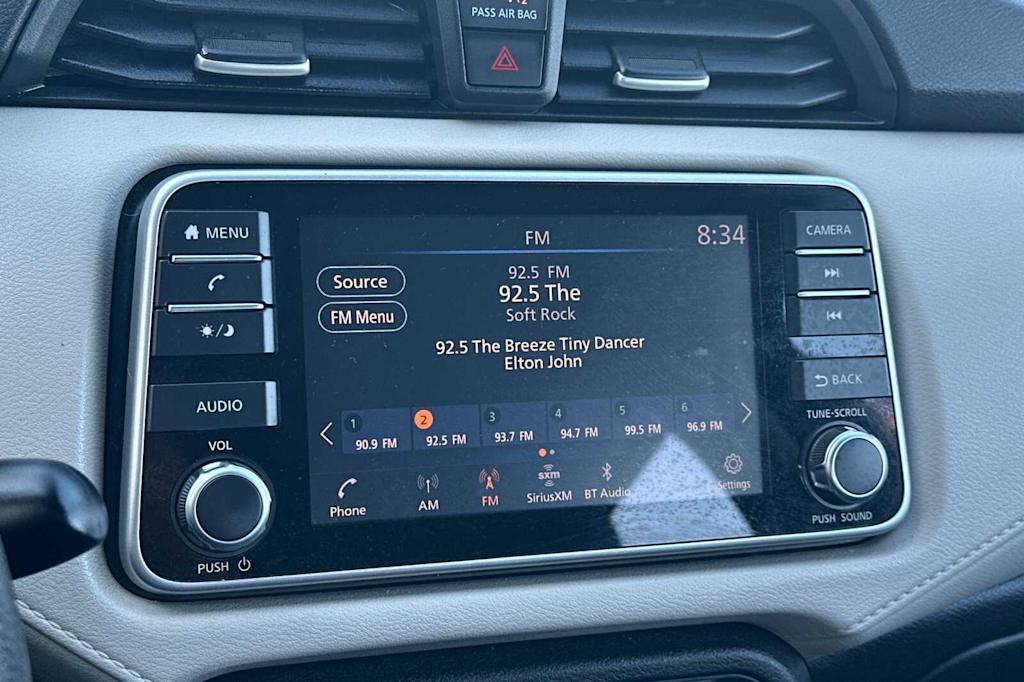 PASS AIR BAG
MENU
AUDIO
VOL
PUSH
FM
8:34
Source
FM Menu
92.5 FM
92.5 The
Soft Rock
92.5 The Breeze Tiny Dancer
Elton John
1 2 3 4 5 6
90.9 FM 92.5 FM 93.7 FM 94.7 FM 99.5 FM 96.9 FM
sxm
Phone AM FM SiriusXM BT Audio Settings
CAMERA
BACK
TUNE·SCROLL
PUSH SOUND